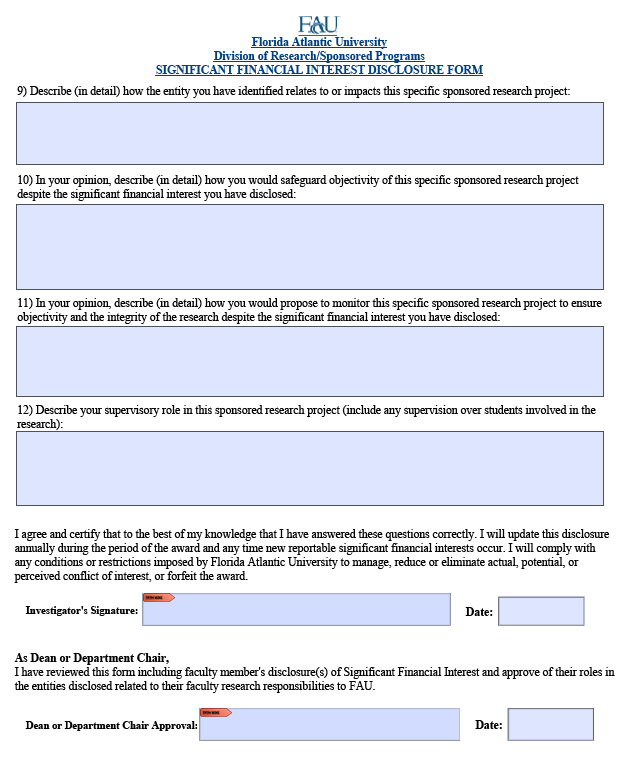 FAU
Florida Atlantic University
Division of Research/Sponsored Programs
SIGNIFICANT FINANCIAL INTEREST DISCLOSURE FORM
9) Describe (in detail) how the entity you have identified relates to or impacts this specific sponsored research project:
10) In your opinion, describe (in detail) how you would safeguard objectivity of this specific sponsored research project
despite the significant financial interest you have disclosed:
11) In your opinion, describe (in detail) how you would propose to monitor this specific sponsored research project to ensure
objectivity and the integrity of the research despite the significant financial interest you have disclosed:
12) Describe your supervisory role in this sponsored research project (include any supervision over students involved in the
research):
I agree and certify that to the best of my knowledge that I have answered these questions correctly. I will update this disclosure
annually during the period of the award and any time new reportable significant financial interests occur. I will comply with
any conditions or restrictions imposed by Florida Atlantic University to manage, reduce or eliminate actual, potential, or
perceived conflict of interest, or forfeit the award.
Investigator's Signature: Date:
As Dean or Department Chair,
I have reviewed this form including faculty member's disclosure(s) of Significant Financial Interest and approve of their roles in
the entities disclosed related to their faculty research responsibilities to FAU.
Dean or Department Chair Approval: Date: